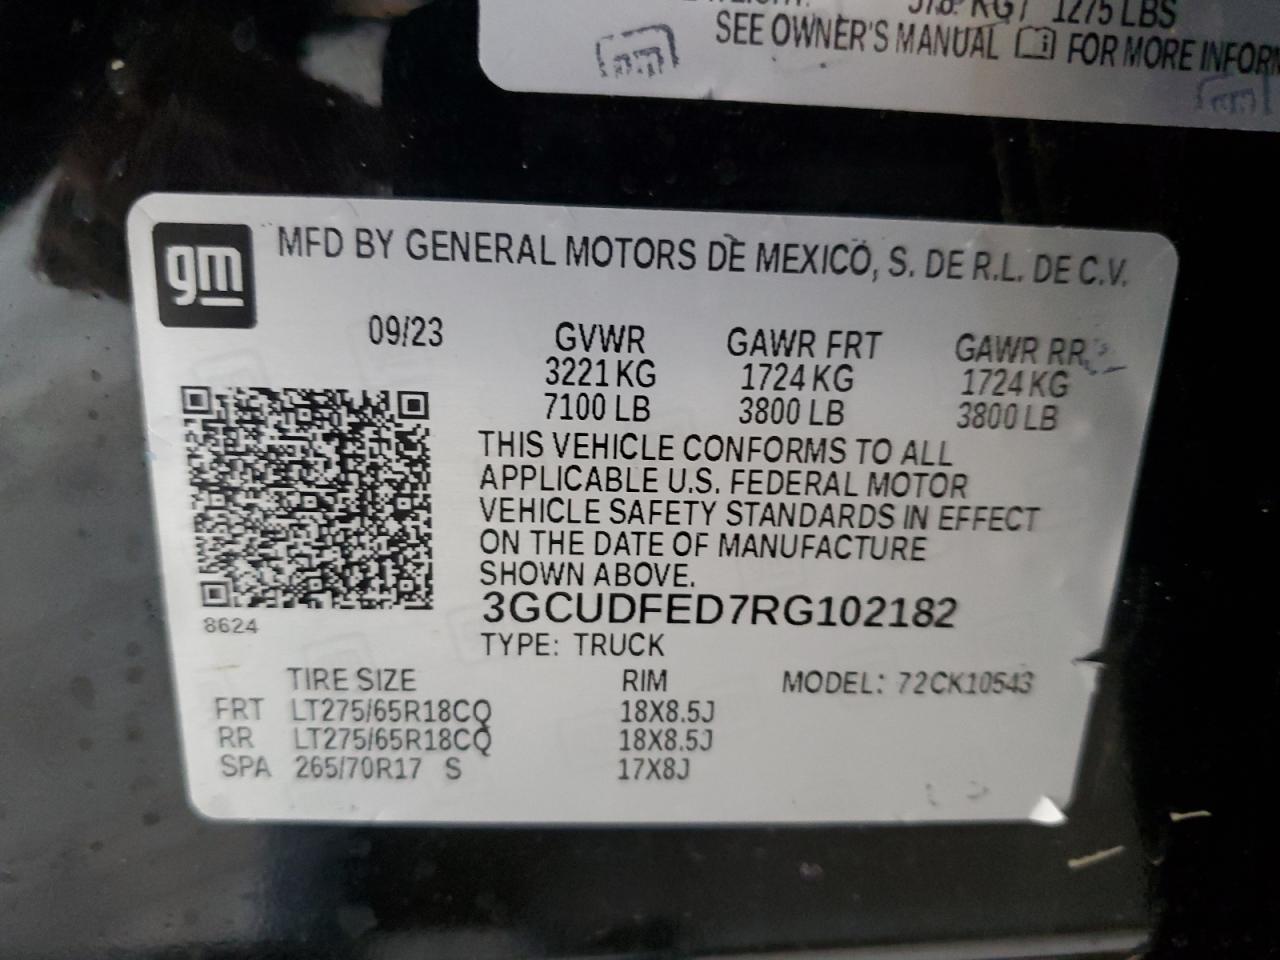 1275 LBS
SEE OWNER'S MANUAL FOR MORE INFORM
gm
MFD BY GENERAL MOTORS DE MEXICO, S. DE R.L. DE C.V.
09/23 GVWR GAWR FRT GAWR RR
3221 KG 1724 KG 1724 KG
7100 LB 3800 LB 3800 LB
THIS VEHICLE CONFORMS TO ALL
APPLICABLE U.S. FEDERAL MOTOR
VEHICLE SAFETY STANDARDS IN EFFECT
ON THE DATE OF MANUFACTURE
SHOWN ABOVE.
3GCUDFED7RG102182
8624
TYPE: TRUCK
TIRE SIZE RIM MODEL: 72CK10543
FRT LT275/65R18CQ 18X8.5J
RR LT275/65R18CQ 18X8.5J
SPA 265/70R17 S 17X8J